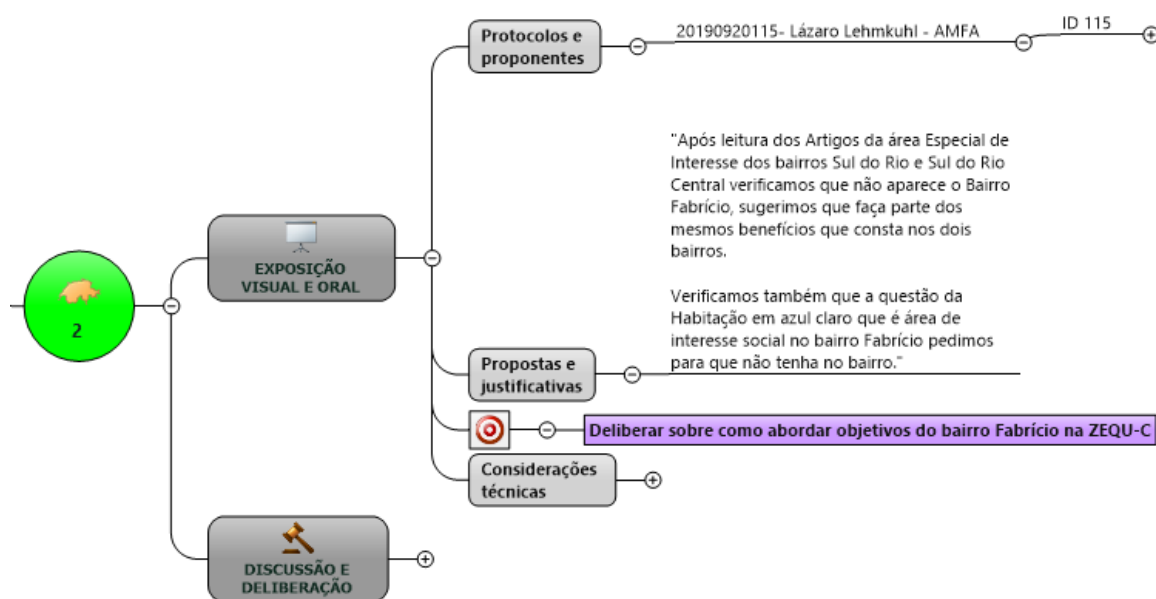 Protocolos e
proponentes
20190920115- Lázaro Lehmkuhl - AMFA
ID 115
"Após leitura dos Artigos da área Especial de
Interesse dos bairros Sul do Rio e Sul do Rio
Central verificamos que não aparece o Bairro
Fabrício, sugerimos que faça parte dos
mesmos benefícios que consta nos dois
bairros.
Verificamos também que a questão da
Habitação em azul claro que é área de
interesse social no bairro Fabrício pedimos
para que não tenha no bairro."
EXPOSIÇÃO
VISUAL E ORAL
2
Propostas e
justificativas
Deliberar sobre como abordar objetivos do bairro Fabrício na ZEQU-C
Considerações
técnicas
DISCUSSÃO E
DELIBERAÇÃO